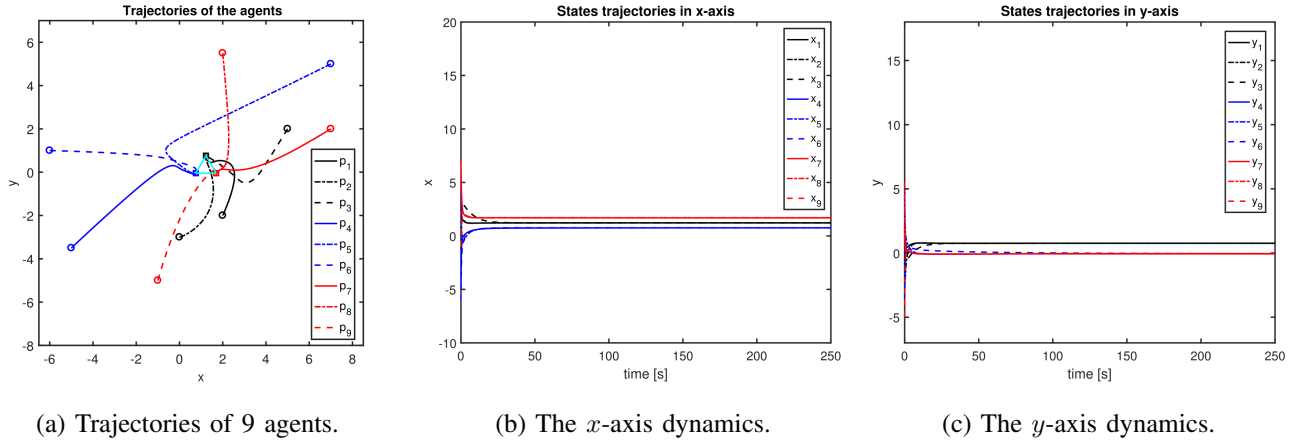 Trajectories of the agents
6
4
2
0
-2
-4
-6
-8
y
-6 -4 -2 0 2 4 6 8
x
p1
p2
p3
p4
p5
p6
p7
p8
p9
(a) Trajectories of 9 agents.
States trajectories in x-axis
20
15
10
5
0
-5
-10
x
0 50 100 150 200 250
time [s]
x1
x2
x3
x4
x5
x6
x7
x8
x9
(b) The x-axis dynamics.
States trajectories in y-axis
5
0
-5
y
0 50 100 150 200 250
time [s]
y1
y2
y3
y4
y5
y6
y7
y8
y9
(c) The y-axis dynamics.